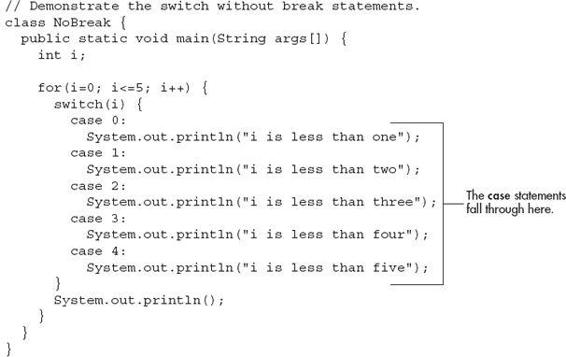 // Demonstrate the switch without break statements.
class NoBreak {
  public static void main(String args[]) {
    int i;

    for(i=0; i<=5; i++) {
      switch(i) {
        case 0:
          System.out.println("i is less than one");
        case 1:
          System.out.println("i is less than two");
        case 2:
          System.out.println("i is less than three");
        case 3:
          System.out.println("i is less than four");
        case 4:
          System.out.println("i is less than five");
      }
      System.out.println();
    }
  }
}
The case statements
fall through here.